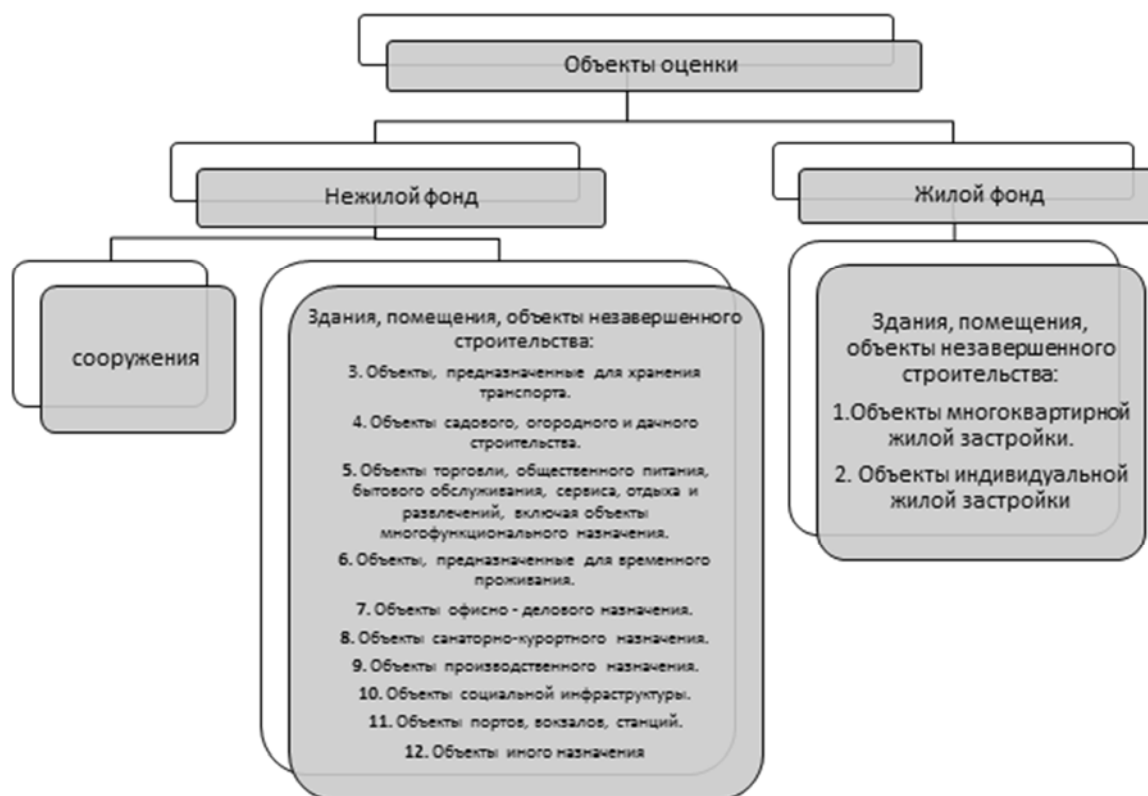 Объекты оценки
Нежилой фонд
Жилой фонд
сооружения
Здания, помещения, объекты незавершенного
строительства:
3. Объекты, предназначенные для хранения
транспорта.
4. Объекты садового, огородного и дачного
строительства.
5. Объекты торговли, общественного питания,
бытового обслуживания, сервиса, отдыха и
развлечений, включая объекты
многофункционального назначения.
6. Объекты, предназначенные для временного
проживания.
7. Объекты офисно - делового назначения.
8. Объекты санаторно-курортного назначения.
9. Объекты производственного назначения.
10. Объекты социальной инфраструктуры.
11. Объекты портов, вокзалов, станций.
12. Объекты иного назначения
Здания, помещения,
объекты незавершенного
строительства:
1.Объекты многоквартирной
жилой застройки.
2. Объекты индивидуальной
жилой застройки